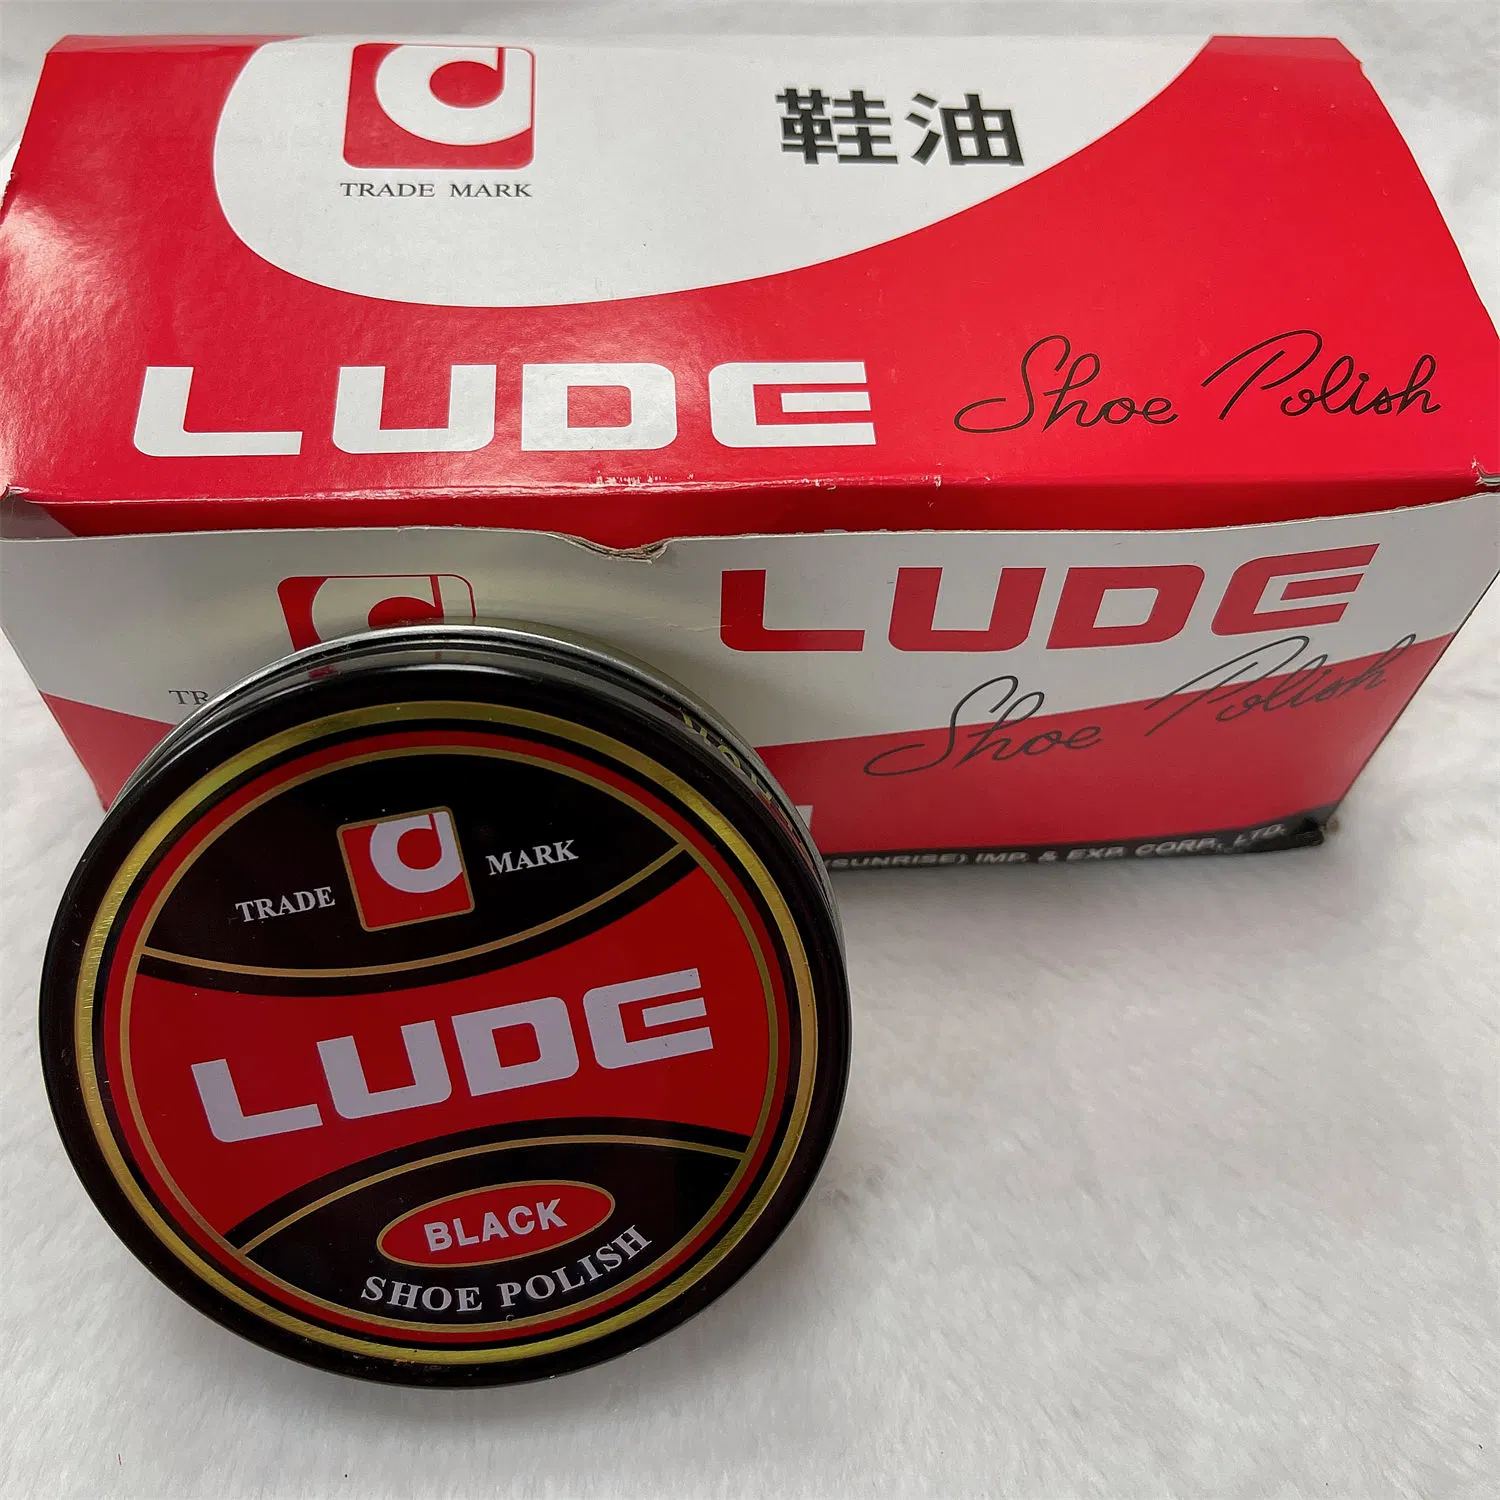 TRADE MARK
鞋油
LUDE
Shoe Polish
LUDE
Shoe Polish
(SUNRISE) IMP. & EXP. CORP., LTD.
TRADE MARK
LUDE
BLACK
SHOE POLISH